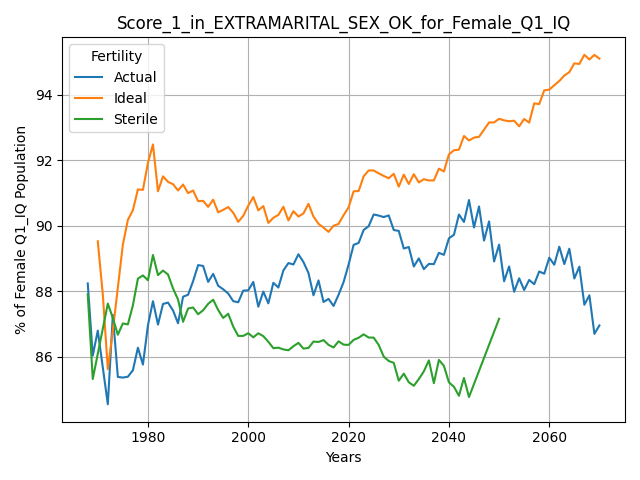 Score_1_in_EXTRAMARITAL_SEX_OK_for_Female_Q1_IQ
Fertility
Actual
Ideal
Sterile
% of Female Q1_IQ Population
94
92
90
88
86
1980
2000
2020
2040
2060
Years